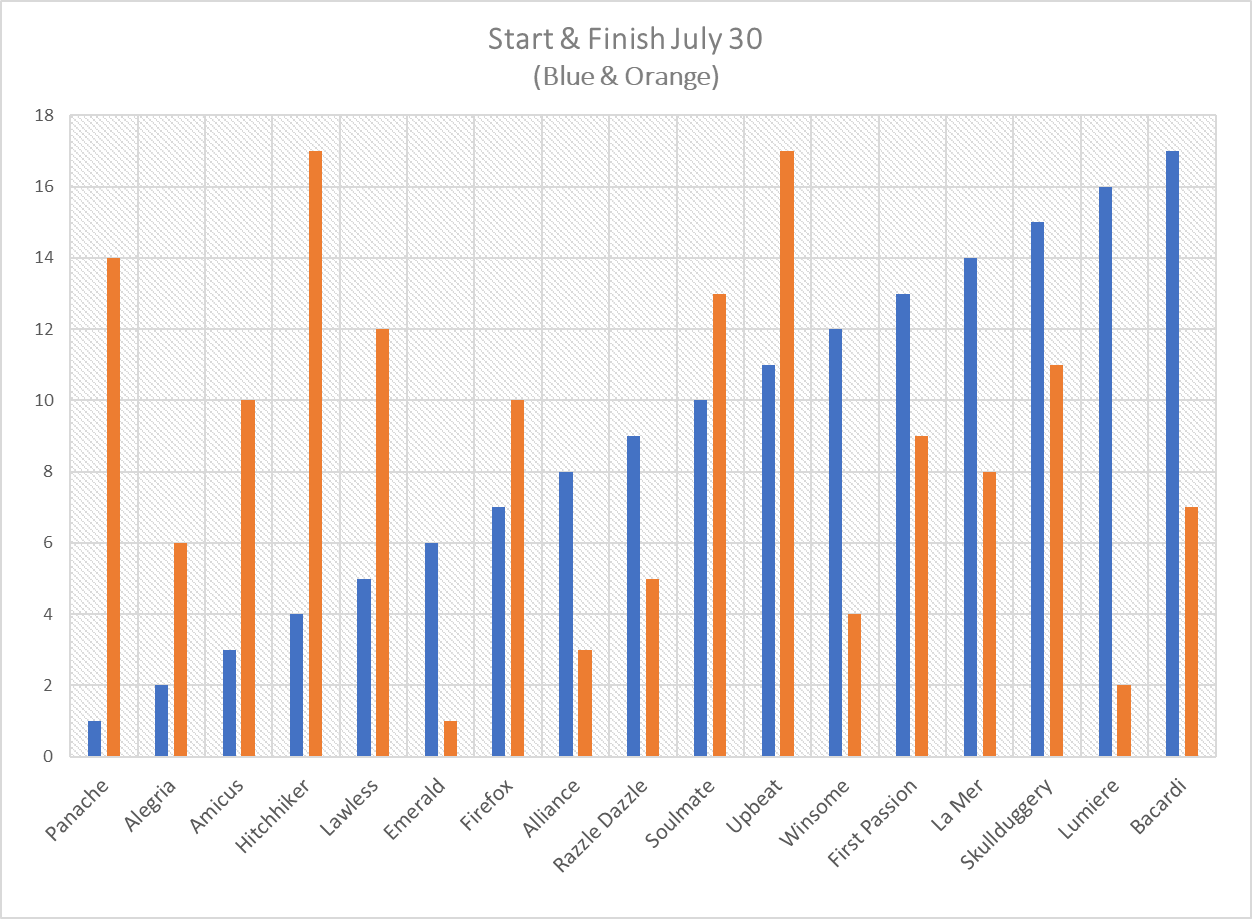 Start & Finish July 30
(Blue & Orange)
18
16
14
12
10
8
6
4
2
0
Panache
Alegria
Amicus
Hitchhiker
Lawless
Emerald
Firefox
Alliance
Razzle Dazzle
Soulmate
Upbeat
Winsome
First Passion
La Mer
Skullduggery
Lumiere
Bacardi